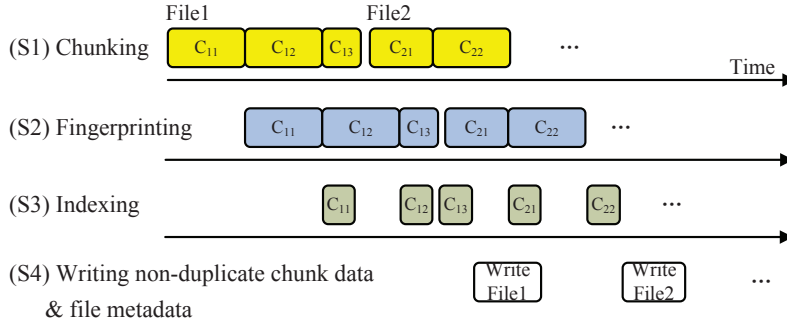 File1 File2
(S1) Chunking C11 C12 C13 C21 C22 ...
Time
(S2) Fingerprinting C11 C12 C13 C21 C22 ...
(S3) Indexing C11 C12 C13 C21 C22 ...
(S4) Writing non-duplicate chunk data
& file metadata
Write
File1
Write
File2
...